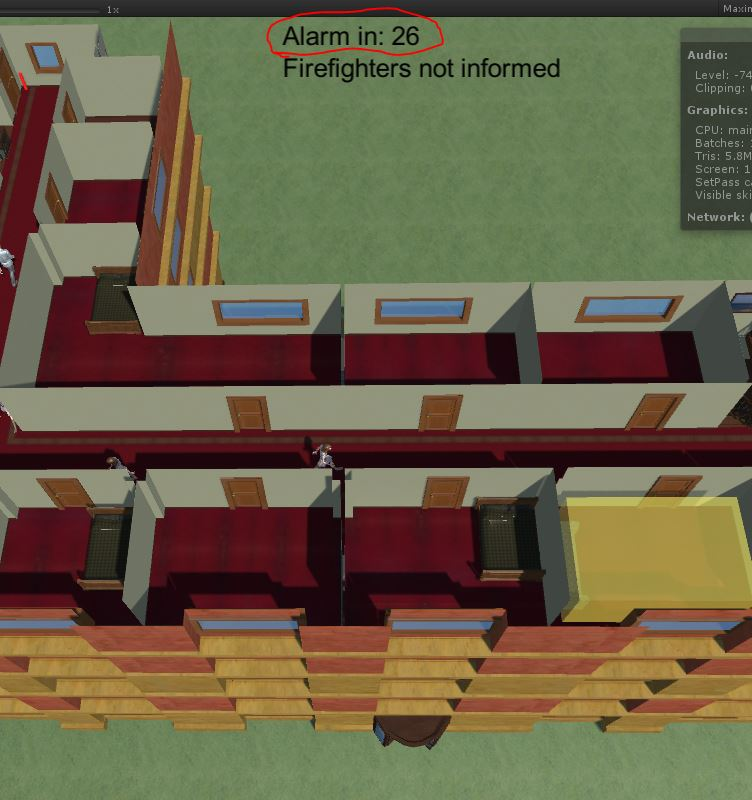 1x
Alarm in: 26
Firefighters not informed
Audio:
Level: -74
Clipping:
Graphics:
CPU: mai
Batches:
Tris: 5.8M
Screen: 1
SetPass c
Visible ski
Network: (